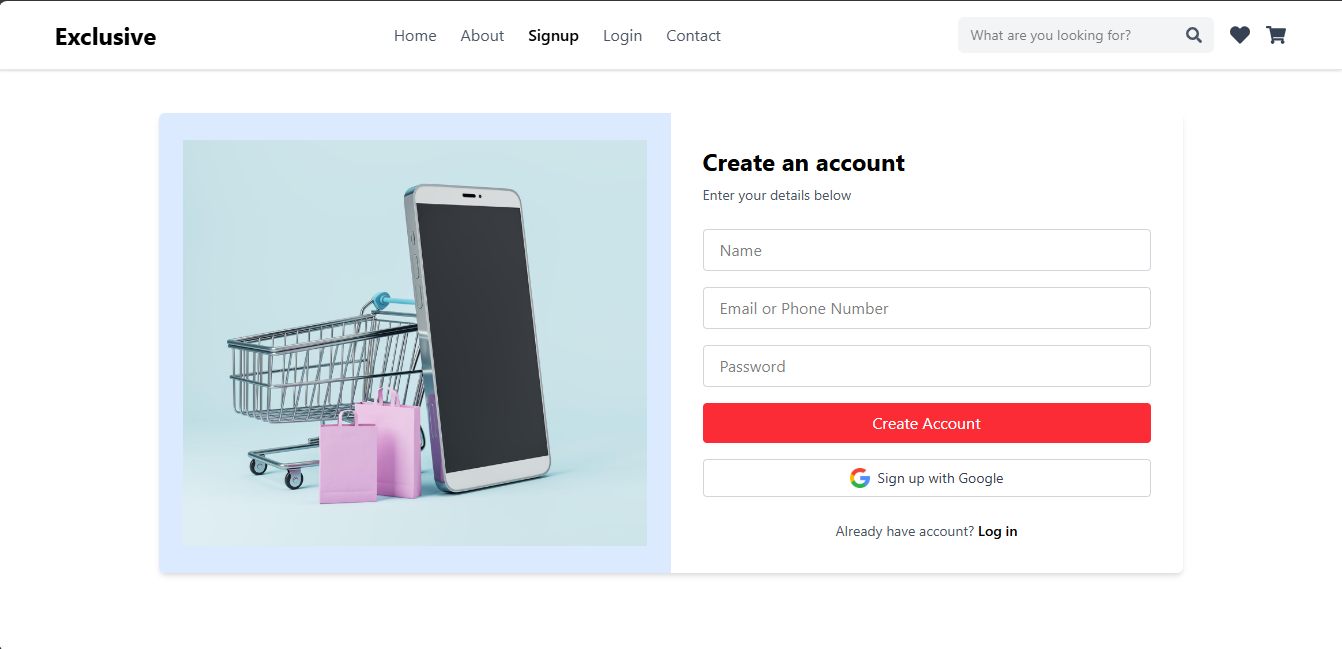 Exclusive
Home About Signup Login Contact
What are you looking for?
Create an account
Enter your details below
Name
Email or Phone Number
Password
Create Account
Sign up with Google
Already have account? Log in